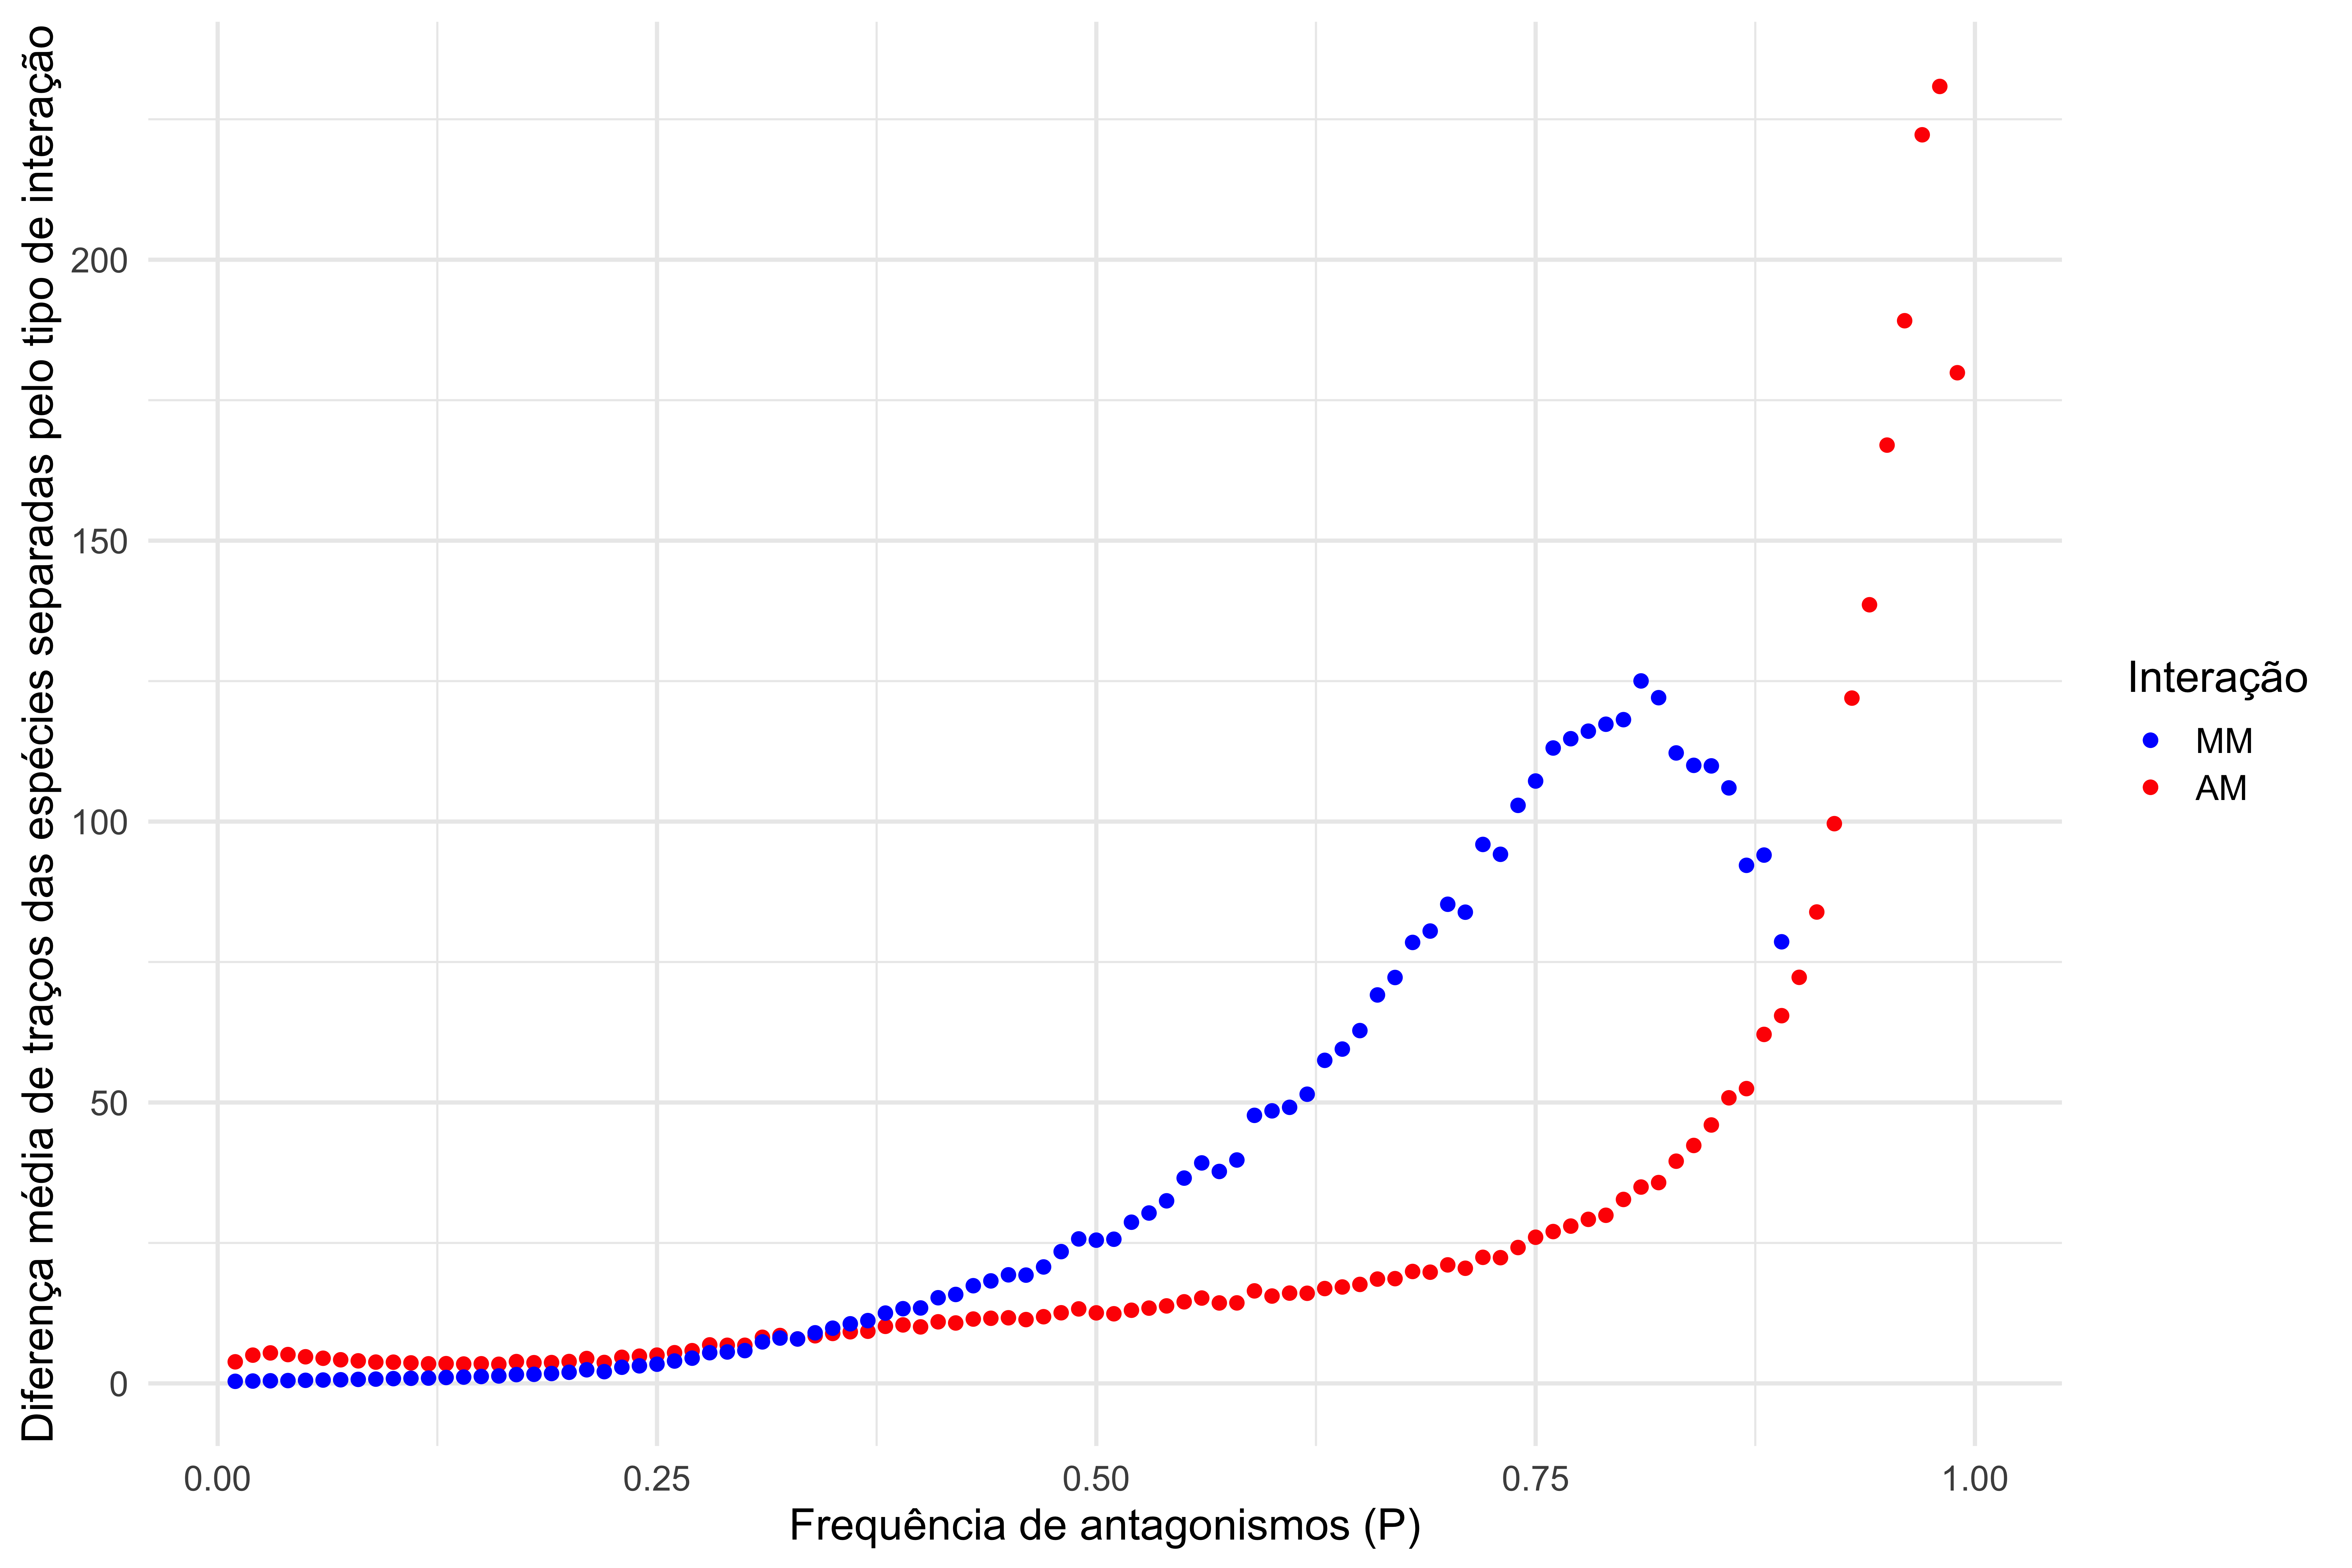 Diferença média de traços das espécies separadas pelo tipo de interação
200
150
100
50
0
0.00
0.25
0.50
0.75
1.00
Frequência de antagonismos (P)
Interação
MM
AM